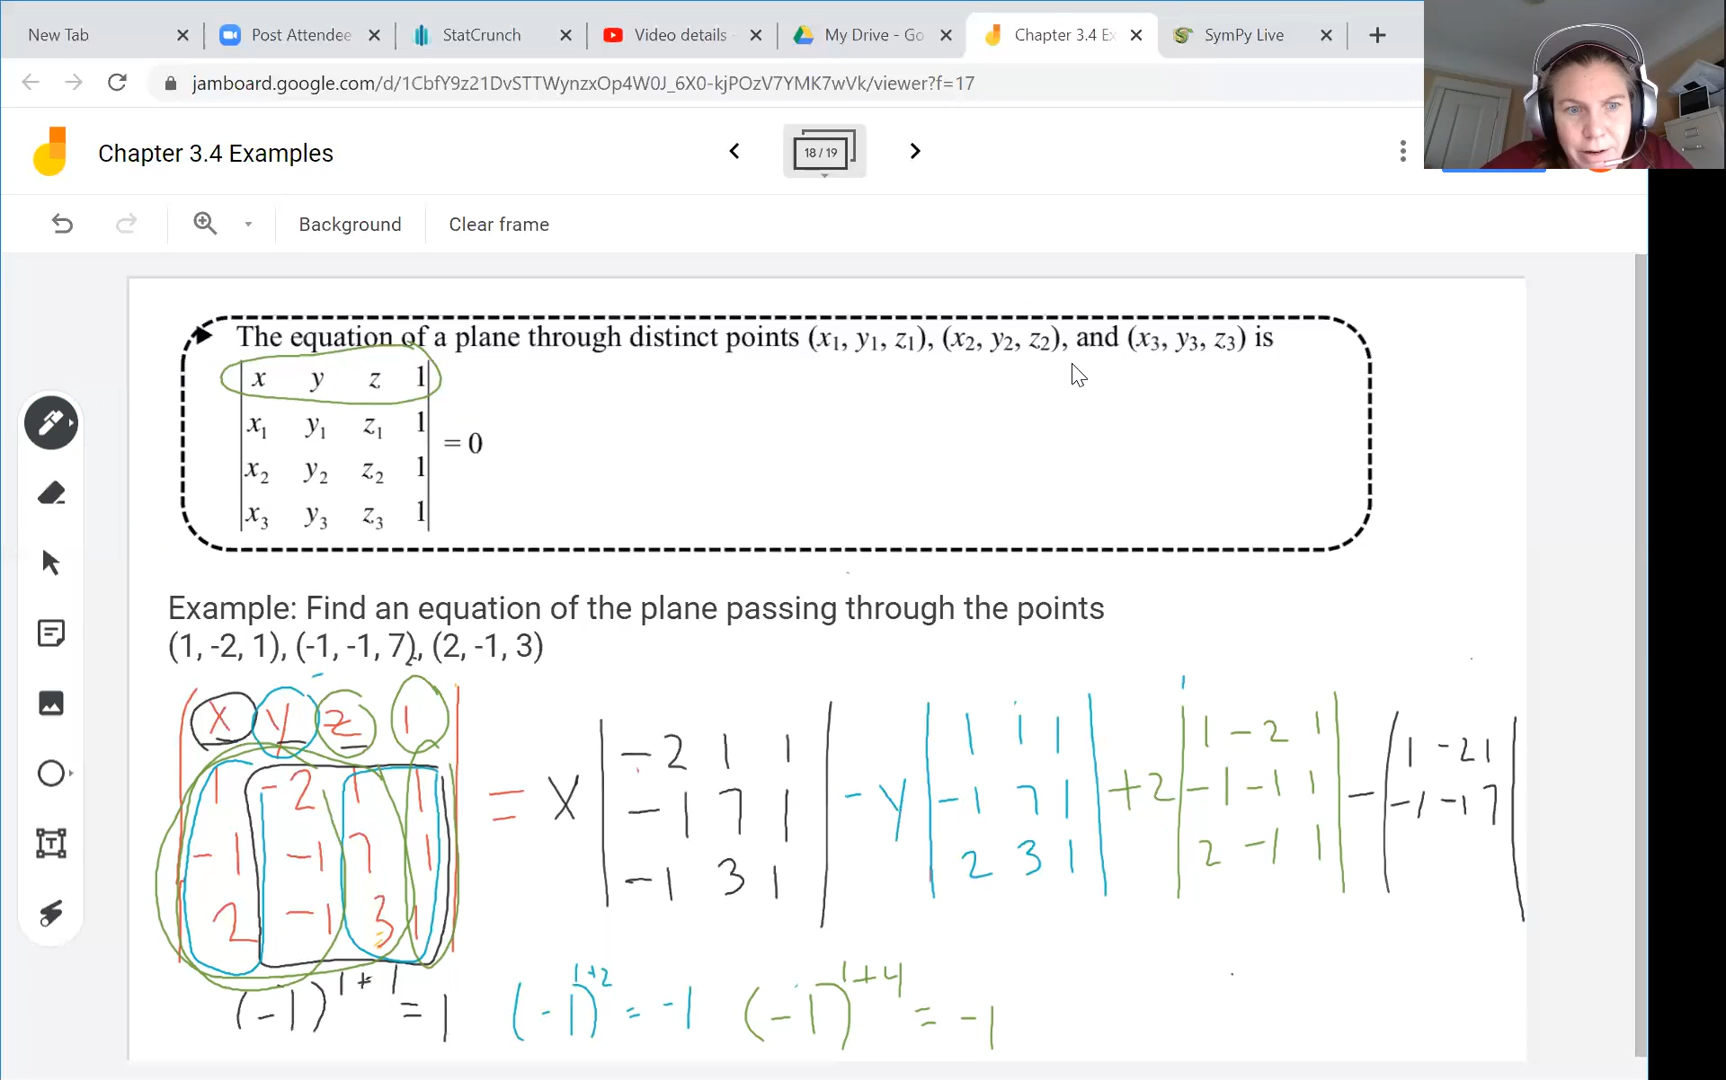 New Tab
Post Attendee
StatCrunch
Video details -
My Drive - Go
Chapter 3.4 Ex
SymPy Live
jamboard.google.com/d/1CbfY9z21DvSTTWynzxOp4W0J_6X0-kjPOzV7YMK7wVk/viewer?f=17
Chapter 3.4 Examples
18 / 19
Background
Clear frame
The equation of a plane through distinct points (x₁, y₁, z₁), (x₂, y₂, z₂), and (x₃, y₃, z₃) is
x y z 1
x₁ y₁ z₁ 1
x₂ y₂ z₂ 1 = 0
x₃ y₃ z₃ 1
Example: Find an equation of the plane passing through the points
(1, -2, 1), (-1, -1, 7), (2, -1, 3)
x y z 1
1 -2 1 1
-1 -1 7 1
2 -1 3 1
= x | -2 1 1
-1 7 1
-1 3 1 |
- y | 1 1 1
-1 7 1
2 3 1 |
+z | 1 -2 1
-1 -1 1
2 -1 1 |
- | 1 -2 1
-1 -1 7 |
(-1)¹⁺¹ = 1
(-1)¹⁺² = -1
(-1)¹⁺⁴ = -1